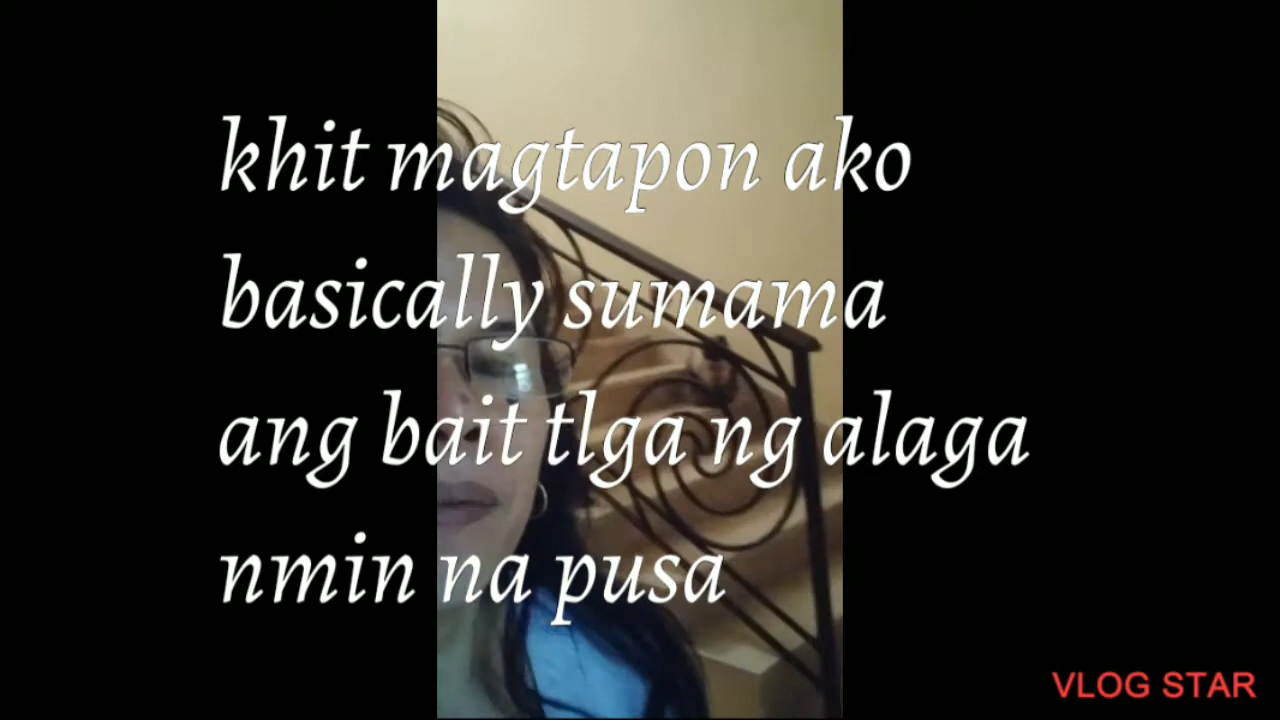 khit magtapon ako
basically sumama
ang bait tlga ng alaga
nmin na pusa
VLOG STAR